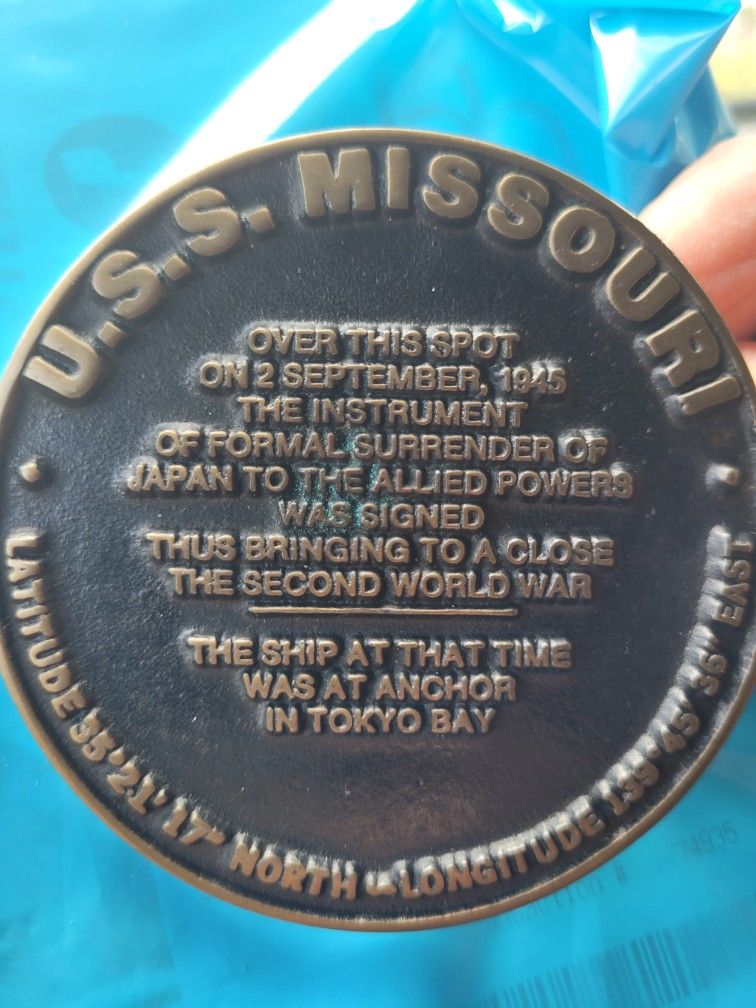 U.S.S. MISSOURI
OVER THIS SPOT
ON 2 SEPTEMBER, 1945
THE INSTRUMENT
OF FORMAL SURRENDER OF
JAPAN TO THE ALLIED POWERS
WAS SIGNED
THUS BRINGING TO A CLOSE
THE SECOND WORLD WAR
THE SHIP AT THAT TIME
WAS AT ANCHOR
IN TOKYO BAY
LATITUDE 35° 21' 17" NORTH - LONGITUDE 139° 45' 36" EAST
74935